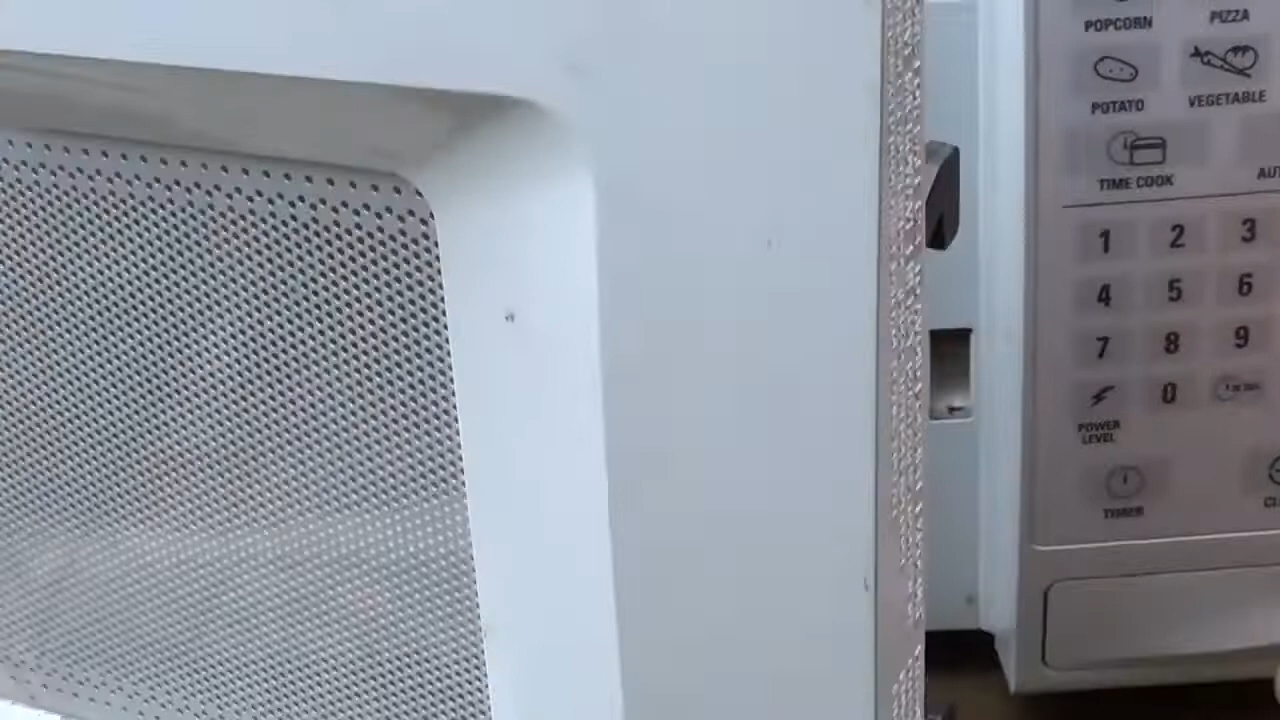 POPCORN PIZZA
POTATO VEGETABLE
TIME COOK
1 2 3
4 5 6
7 8 9
0
POWER
LEVEL
TIMER